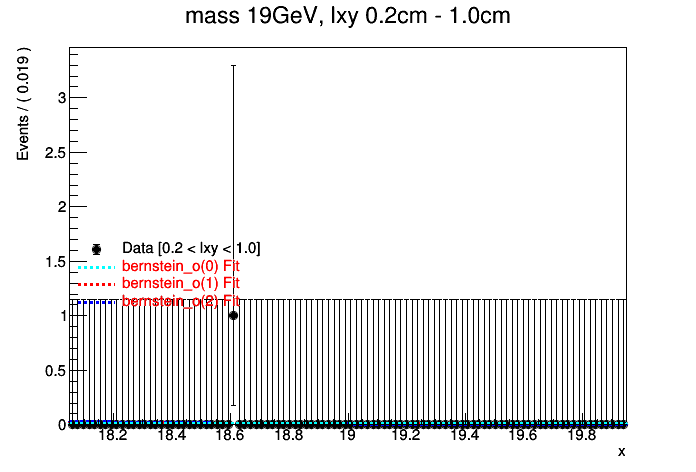 mass 19GeV, lxy 0.2cm - 1.0cm
Events / ( 0.019 )
3
2.5
2
1.5
1
0.5
0
Data [0.2 < lxy < 1.0]
bernstein_o(0) Fit
bernstein_o(1) Fit
bernstein_o(2) Fit
18.2 18.4 18.6 18.8 19 19.2 19.4 19.6 19.8
x